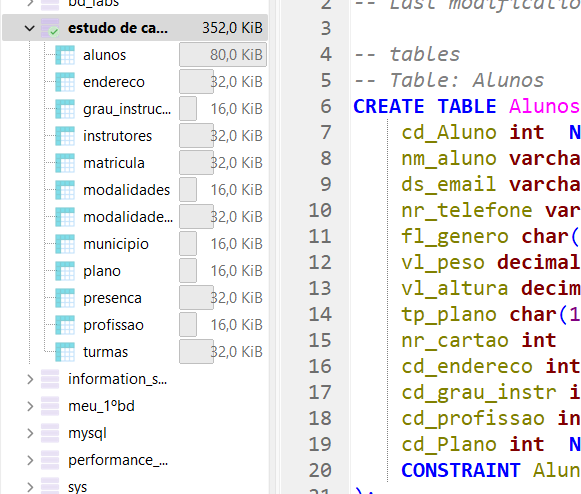 bd_labs
estudo de ca... 352,0 KiB
alunos 80,0 KiB
endereco 32,0 KiB
grau_instruc... 16,0 KiB
instrutores 32,0 KiB
matricula 32,0 KiB
modalidades 16,0 KiB
modalidade... 32,0 KiB
municipio 16,0 KiB
plano 16,0 KiB
presenca 32,0 KiB
profissao 16,0 KiB
turmas 32,0 KiB
information_s...
meu_1ºbd
mysql
performance_...
sys
2 -- Last modificatio
3
4 -- tables
5 -- Table: Alunos
6 CREATE TABLE Alunos
7 cd_Aluno int N
8 nm_aluno varcha
9 ds_email varcha
10 nr_telefone var
11 fl_genero char(
12 vl_peso decimal
13 vl_altura decim
14 tp_plano char(1
15 nr_cartao int
16 cd_endereco int
17 cd_grau_instr i
18 cd_profissao in
19 cd_Plano int N
20 CONSTRAINT Alun
21 );